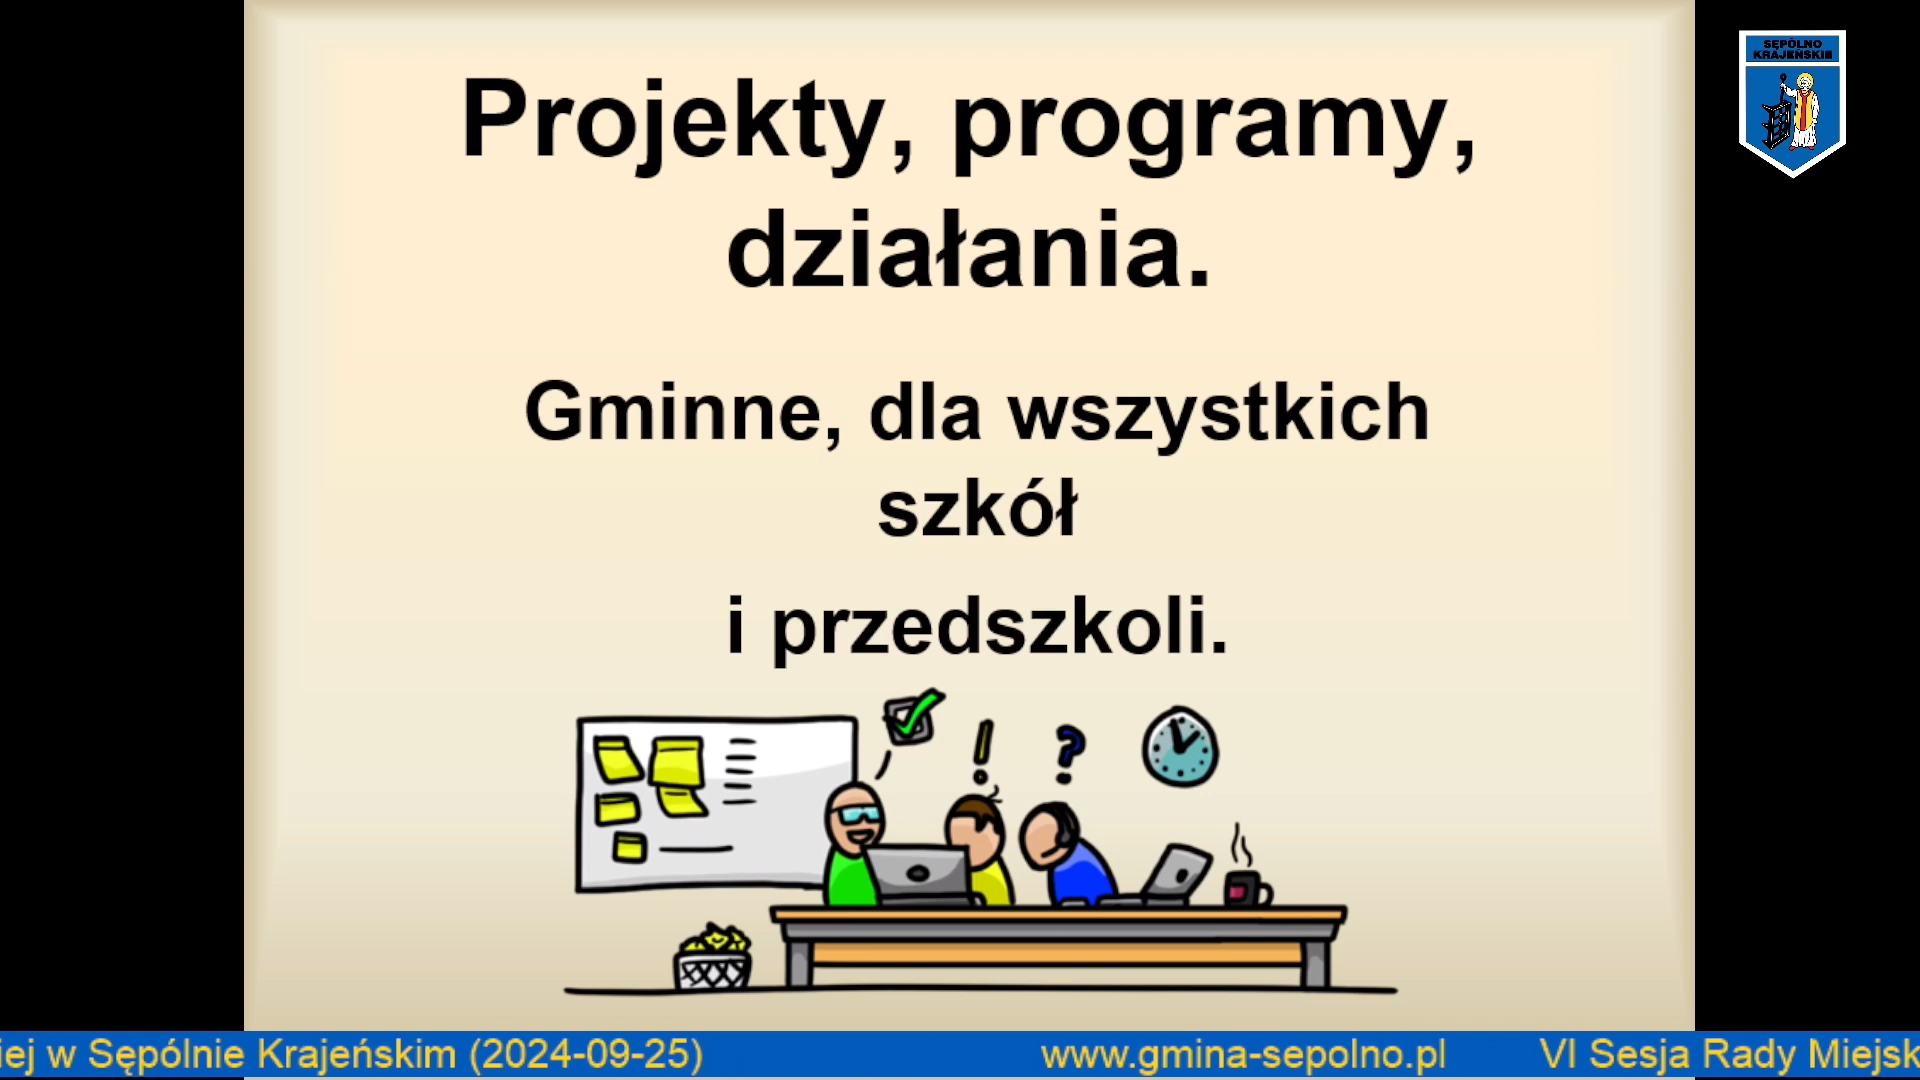 SĘPÓLNO
KRAJEŃSKIE
Projekty, programy,
działania.
Gminne, dla wszystkich
szkół
i przedszkoli.
iej w Sępólnie Krajeńskim (2024-09-25) www.gmina-sepolno.pl VI Sesja Rady Miejsk